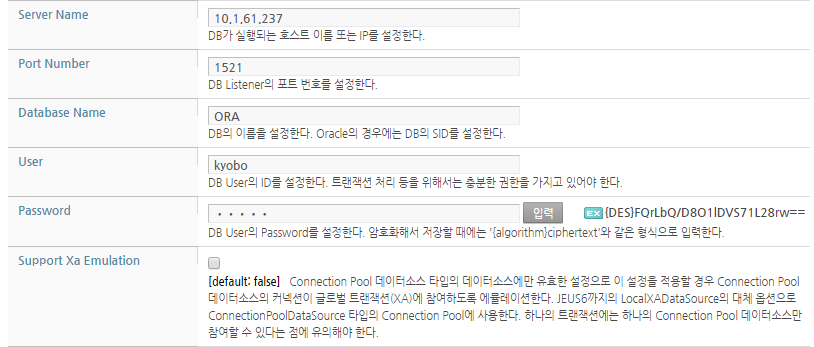 Server Name
10.1.61.237
DB가 실행되는 호스트 이름 또는 IP를 설정한다.
Port Number
1521
DB Listener의 포트 번호를 설정한다.
Database Name
ORA
DB의 이름을 설정한다. Oracle의 경우에는 DB의 SID를 설정한다.
User
kyobo
DB User의 ID를 설정한다. 트랜잭션 처리 등을 위해서는 충분한 권한을 가지고 있어야 한다.
Password
• • • • • 입력 EX {DES}FQrLbQ/D8O1lDVS71L28rw==
DB User의 Password를 설정한다. 암호화해서 저장할 때에는 '{algorithm}ciphertext'와 같은 형식으로 입력한다.
Support Xa Emulation
[default: false] Connection Pool 데이터소스 타입의 데이터소스에만 유효한 설정으로 이 설정을 적용할 경우 Connection Pool
데이터소스의 커넥션이 글로벌 트랜잭션(XA)에 참여하도록 에뮬레이션한다. JEUS6까지의 LocalXADataSource의 대체 옵션으로
ConnectionPoolDataSource 타입의 Connection Pool에 사용한다. 하나의 트랜잭션에는 하나의 Connection Pool 데이터소스만
참여할 수 있다는 점에 유의해야 한다.